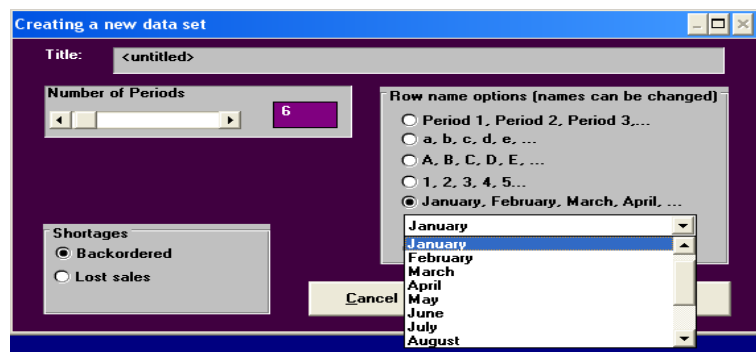 Creating a new data set
Title: <untitled>
Number of Periods
6
Row name options (names can be changed)
Period 1, Period 2, Period 3,...
a, b, c, d, e, ...
A, B, C, D, E, ...
1, 2, 3, 4, 5...
January, February, March, April, ...
January
January
February
March
April
May
June
July
August
Shortages
Backordered
Lost sales
Cancel